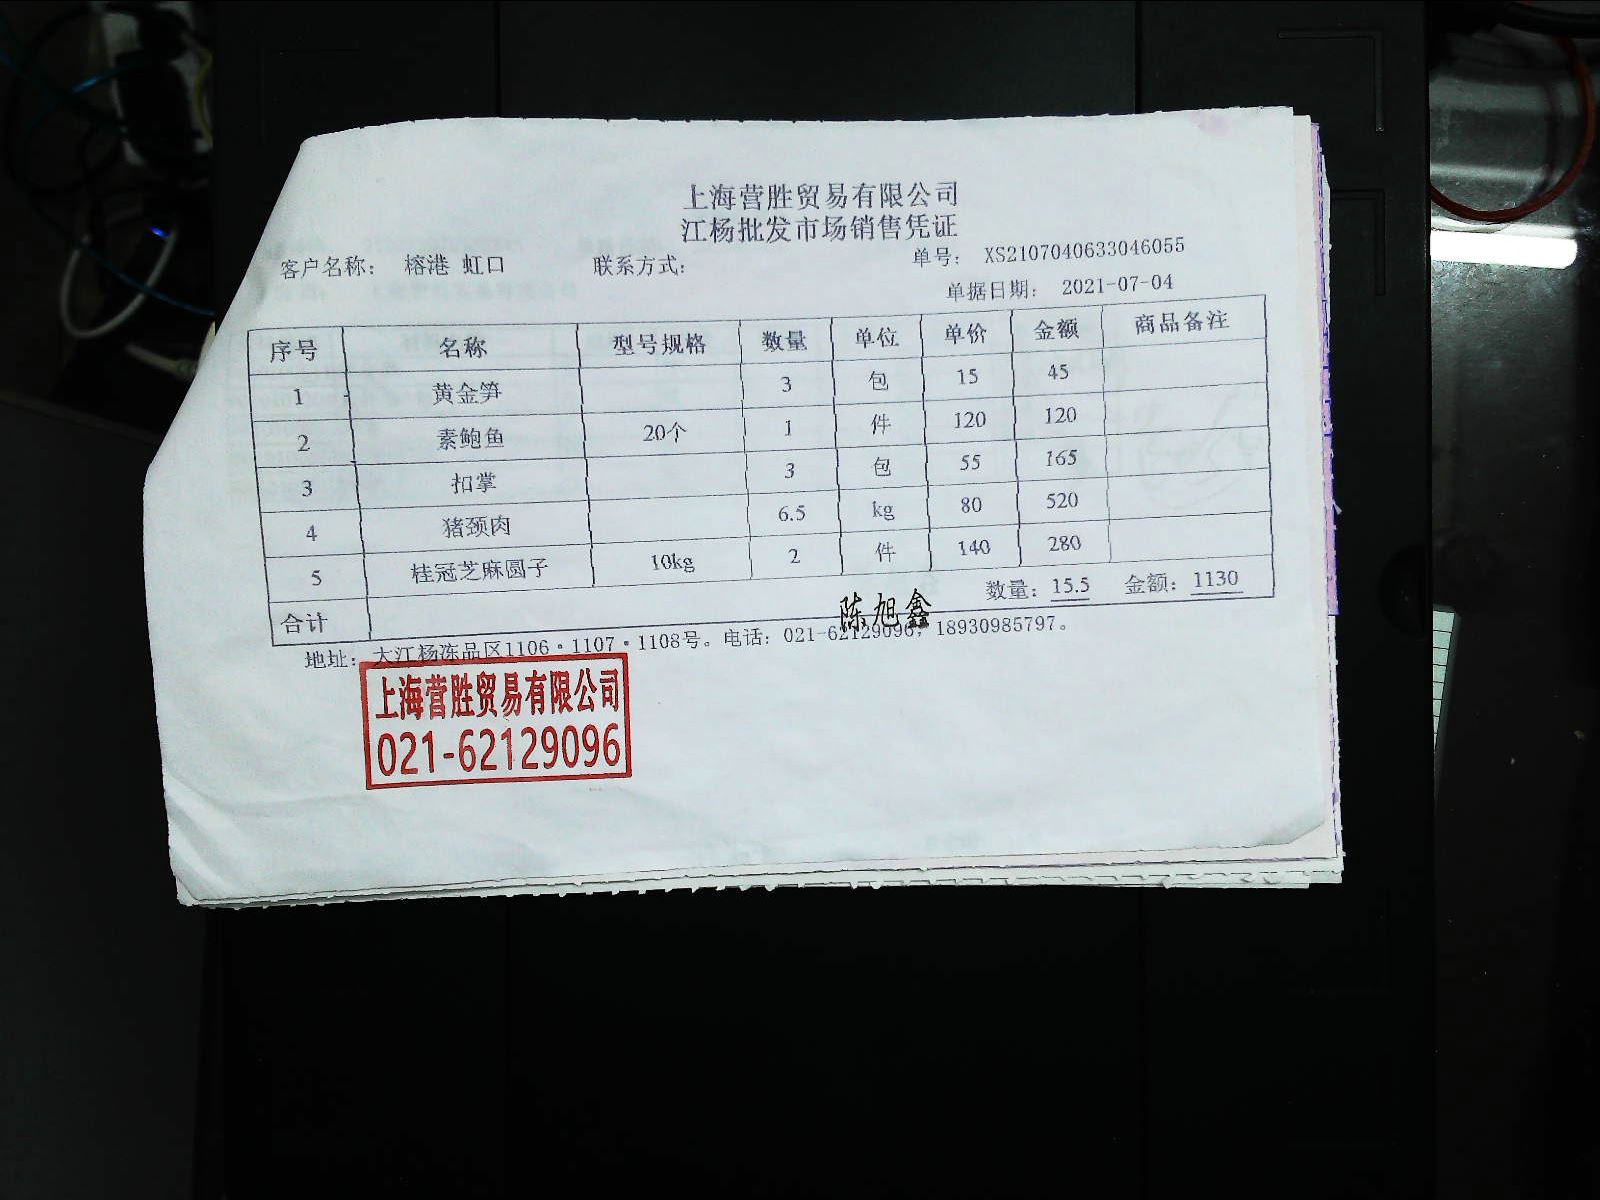 上海营胜贸易有限公司
江杨批发市场销售凭证
客户名称： 榕港 虹口 联系方式： 单号： XS2107040633046055
单据日期： 2021-07-04
序号 名称 型号规格 数量 单位 单价 金额 商品备注
1 黄金笋 3 包 15 45
2 素鲍鱼 20个 1 件 120 120
3 扣掌 3 包 55 165
4 猪颈肉 6.5 kg 80 520
5 桂冠芝麻圆子 10kg 2 件 140 280
合计 数量：15.5 金额：1130
陈旭鑫
地址： 大江杨冻品区1106·1107·1108号。电话：021-62129096，18930985797。
上海营胜贸易有限公司
021-62129096